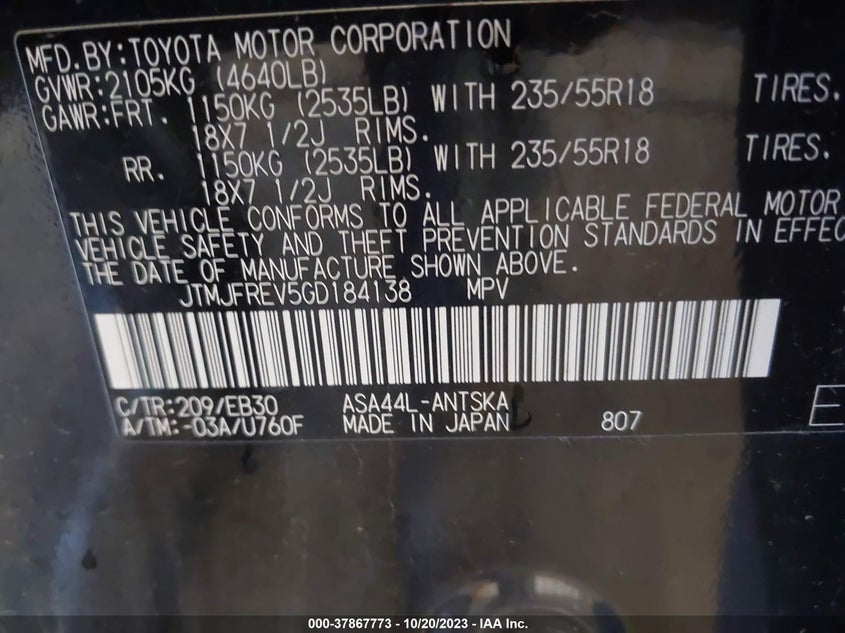 MFD.BY:TOYOTA MOTOR CORPORATION
GVWR:2105KG (4640LB)
GAWR:FRT. 1150KG (2535LB) WITH 235/55R18 TIRES.
18X7 1/2J RIMS.
RR. 1150KG (2535LB) WITH 235/55R18 TIRES.
18X7 1/2J RIMS.
THIS VEHICLE CONFORMS TO ALL APPLICABLE FEDERAL MOTOR
VEHICLE SAFETY AND THEFT PREVENTION STANDARDS IN EFFEC
THE DATE OF MANUFACTURE SHOWN ABOVE.
JTMJFREV5GD184138 MPV
C/TR:209/EB30 ASA44L-ANTSKA
A/TM:-03A/U760F MADE IN JAPAN 807
E
000-37867773 - 10/20/2023 - IAA Inc.